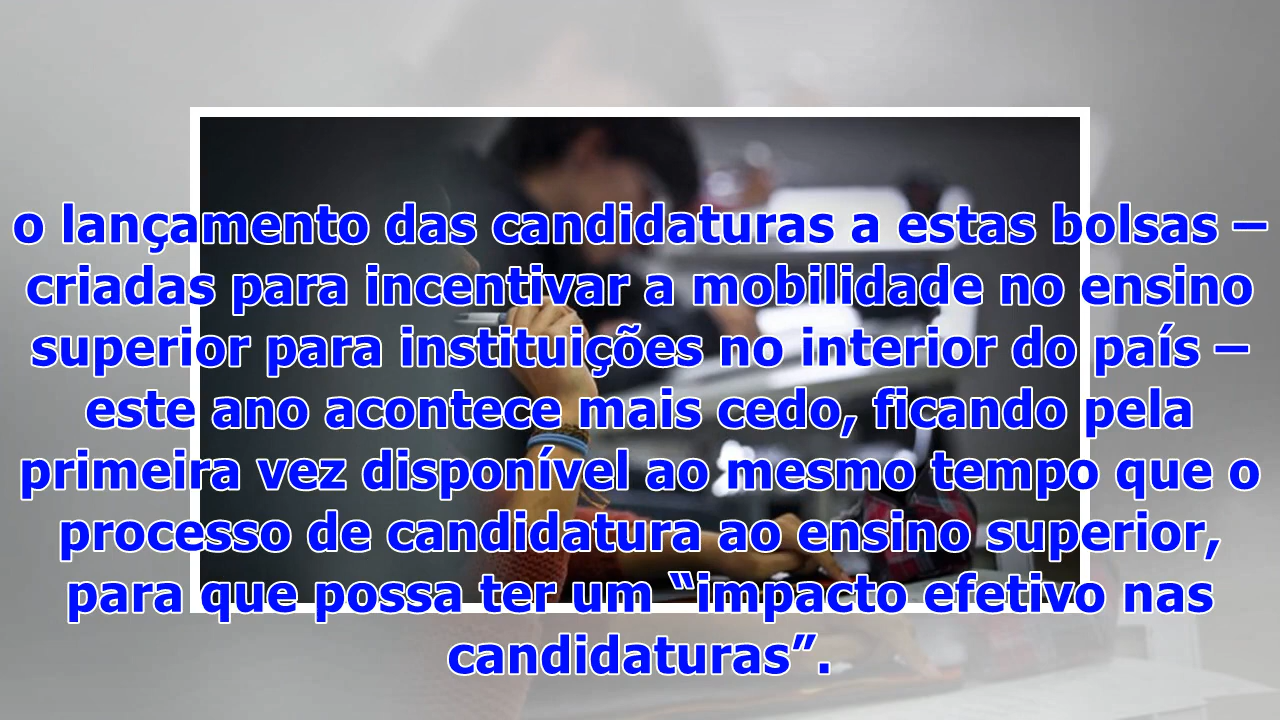 o lançamento das candidaturas a estas bolsas –
criadas para incentivar a mobilidade no ensino
superior para instituições no interior do país –
este ano acontece mais cedo, ficando pela
primeira vez disponível ao mesmo tempo que o
processo de candidatura ao ensino superior,
para que possa ter um “impacto efetivo nas
candidaturas”.